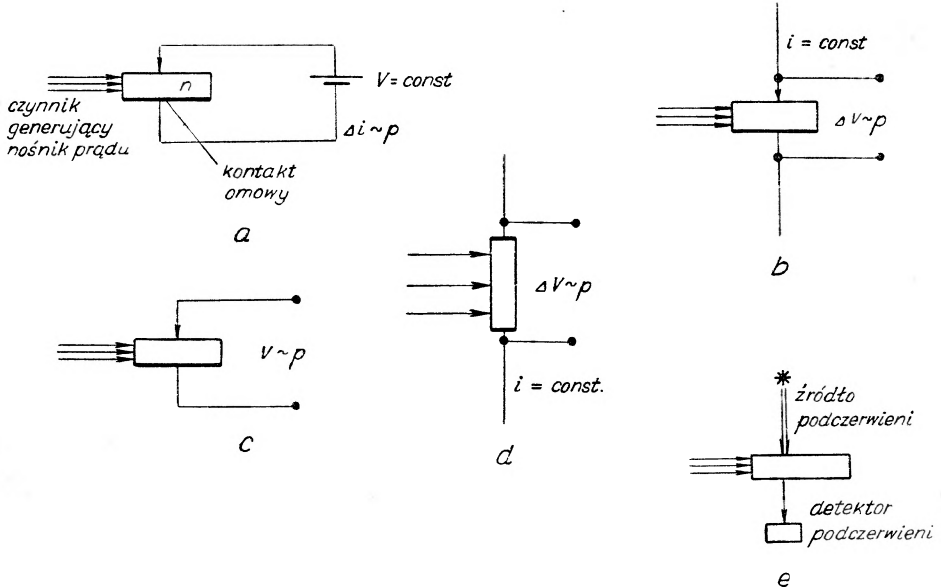 n
V = const
czynnik
generujący
nośnik prądu
Δi ~ p
kontakt
omowy
a
i = const
ΔV ~ p
b
V ~ p
c
ΔV ~ p
i = const.
d
źródło
podczerwieni
detektor
podczerwieni
e